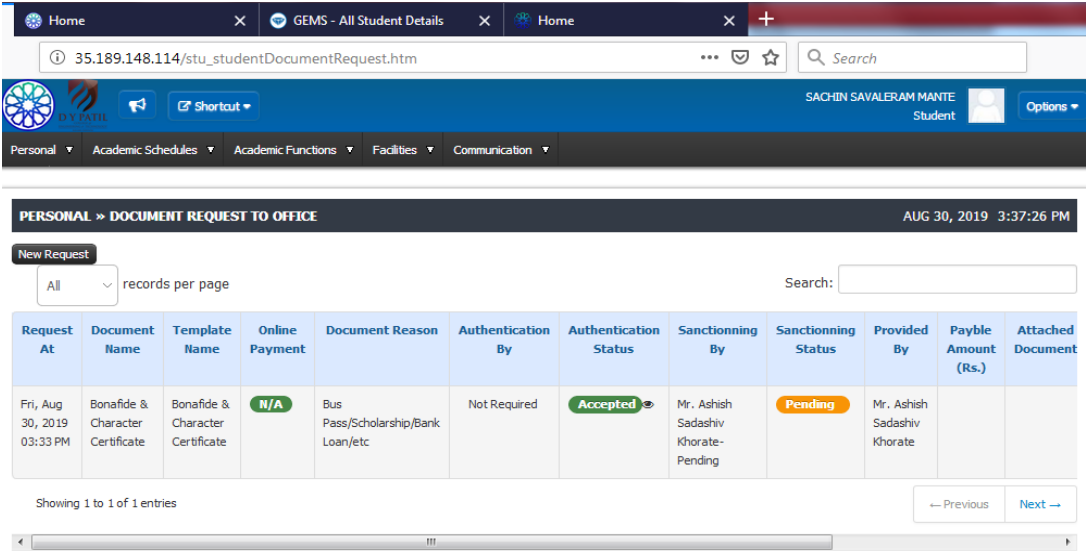 Home
GEMS - All Student Details
Home
35.189.148.114/stu_studentDocumentRequest.htm
Search
D Y PATIL
Shortcut
SACHIN SAVALERAM MANTE
Student
Options
Personal Academic Schedules Academic Functions Facilities Communication
PERSONAL » DOCUMENT REQUEST TO OFFICE
AUG 30, 2019 3:37:26 PM
New Request
All records per page
Search:
Request At
Document Name
Template Name
Online Payment
Document Reason
Authentication By
Authentication Status
Sanctionning By
Sanctionning Status
Provided By
Payble Amount (Rs.)
Attached Document
Fri, Aug 30, 2019 03:33 PM
Bonafide & Character Certificate
Bonafide & Character Certificate
N/A
Bus Pass/Scholarship/Bank Loan/etc
Not Required
Accepted
Mr. Ashish Sadashiv Khorate- Pending
Pending
Mr. Ashish Sadashiv Khorate
Showing 1 to 1 of 1 entries
← Previous
Next →